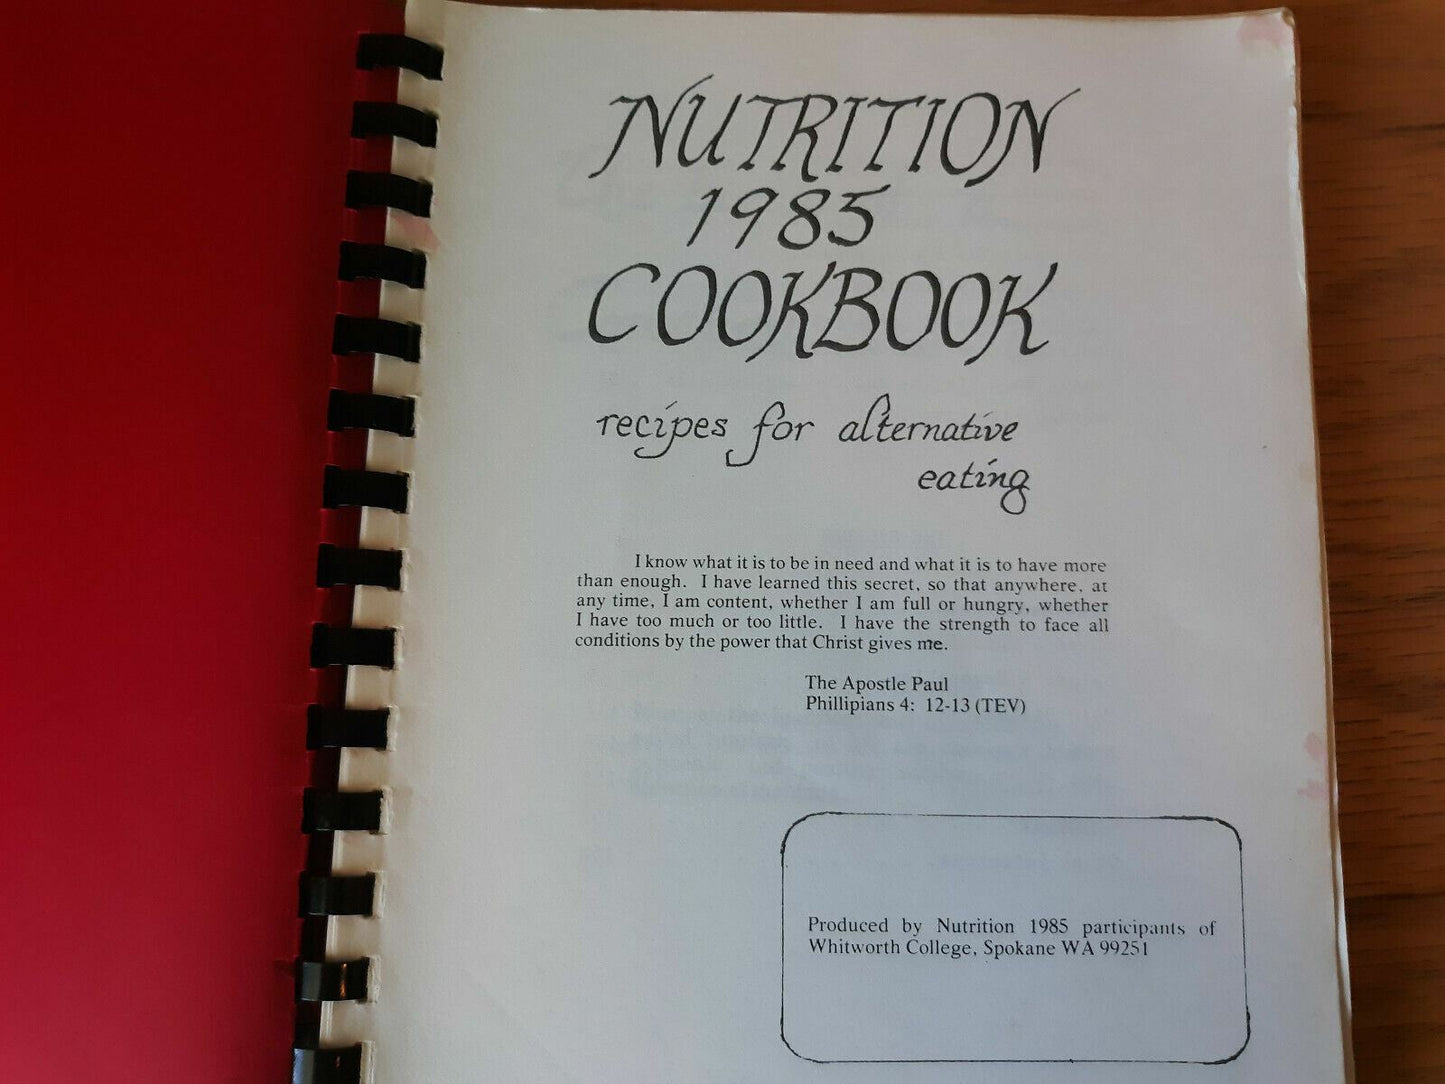 NUTRITION
1985
COOKBOOK
recipes for alternative
eating
I know what it is to be in need and what it is to have more
than enough. I have learned this secret, so that anywhere, at
any time, I am content, whether I am full or hungry, whether
I have too much or too little. I have the strength to face all
conditions by the power that Christ gives me.
The Apostle Paul
Phillipians 4: 12-13 (TEV)
Produced by Nutrition 1985 participants of
Whitworth College, Spokane WA 99251